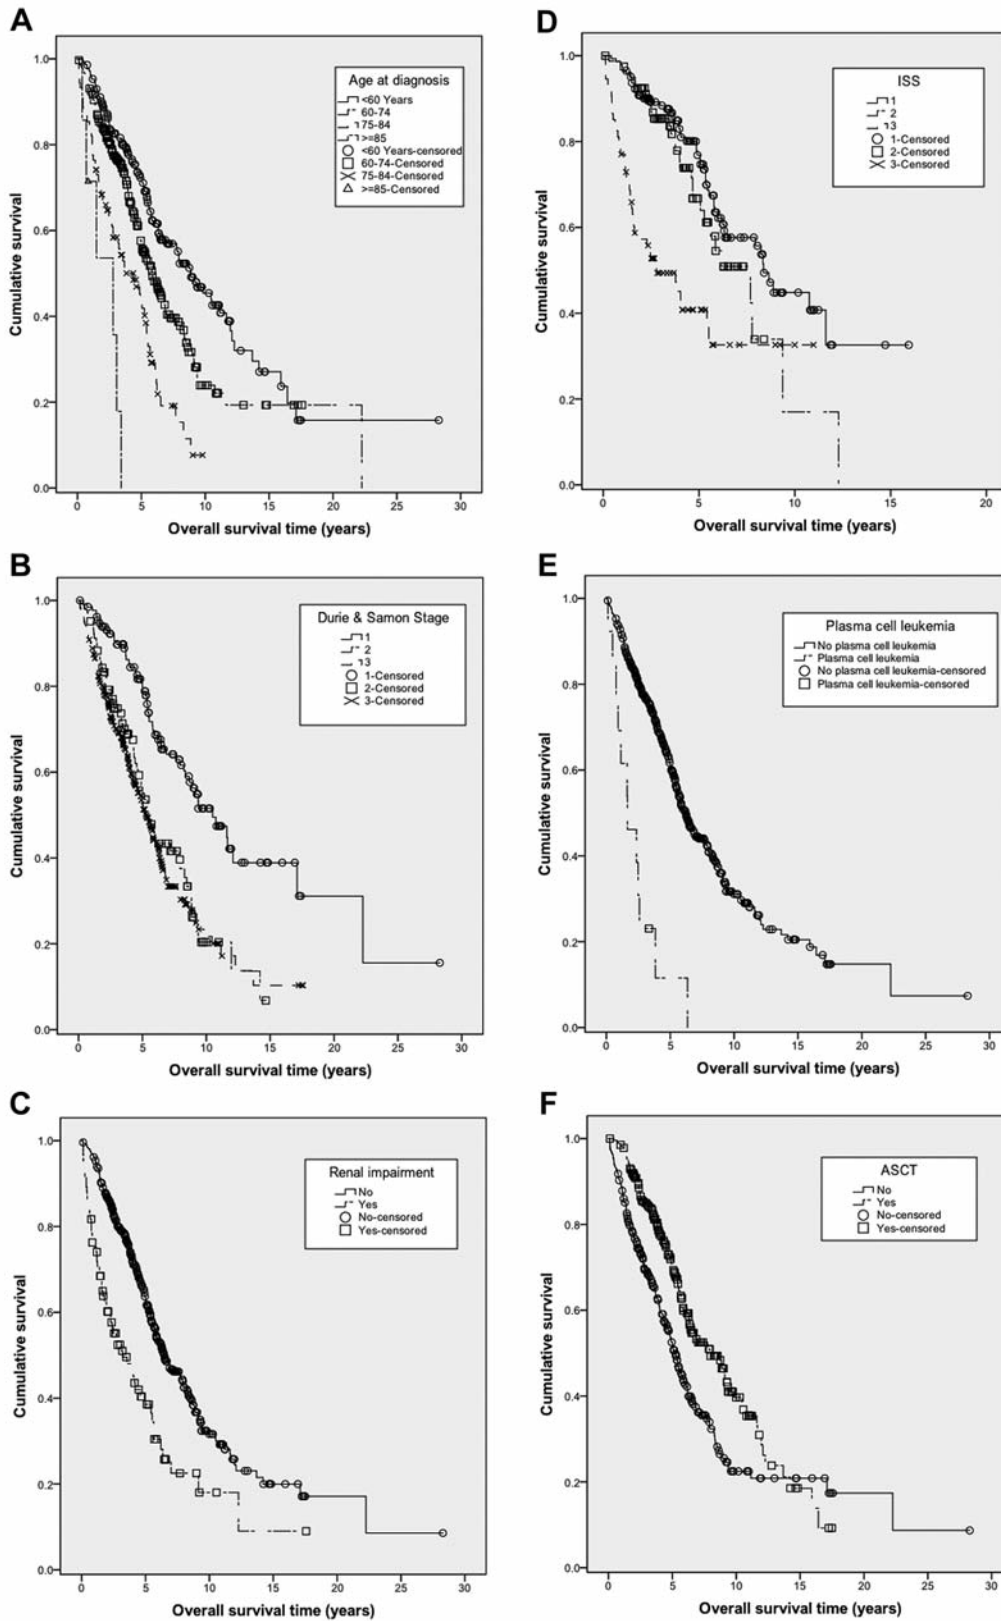 A
Cumulative survival
1.0
0.8
0.6
0.4
0.2
0.0
Age at diagnosis
<60 Years
60-74
75-84
>=85
<60 Years-censored
60-74-Censored
75-84-Censored
>=85-Censored
0 5 10 15 20 25 30
Overall survival time (years)
B
Cumulative survival
1.0
0.8
0.6
0.4
0.2
0.0
Durie & Samon Stage
1
2
3
1-Censored
2-Censored
3-Censored
0 5 10 15 20 25 30
Overall survival time (years)
C
Cumulative survival
1.0
0.8
0.6
0.4
0.2
0.0
Renal impairment
No
Yes
No-censored
Yes-censored
0 5 10 15 20 25 30
Overall survival time (years)
D
Cumulative survival
1.0
0.8
0.6
0.4
0.2
0.0
ISS
1
2
3
1-Censored
2-Censored
3-Censored
0 5 10 15 20
Overall survival time (years)
E
Cumulative survival
1.0
0.8
0.6
0.4
0.2
0.0
Plasma cell leukemia
No plasma cell leukemia
Plasma cell leukemia
No plasma cell leukemia-censored
Plasma cell leukemia-censored
0 5 10 15 20 25 30
Overall survival time (years)
F
Cumulative survival
1.0
0.8
0.6
0.4
0.2
0.0
ASCT
No
Yes
No-censored
Yes-censored
0 5 10 15 20 25 30
Overall survival time (years)